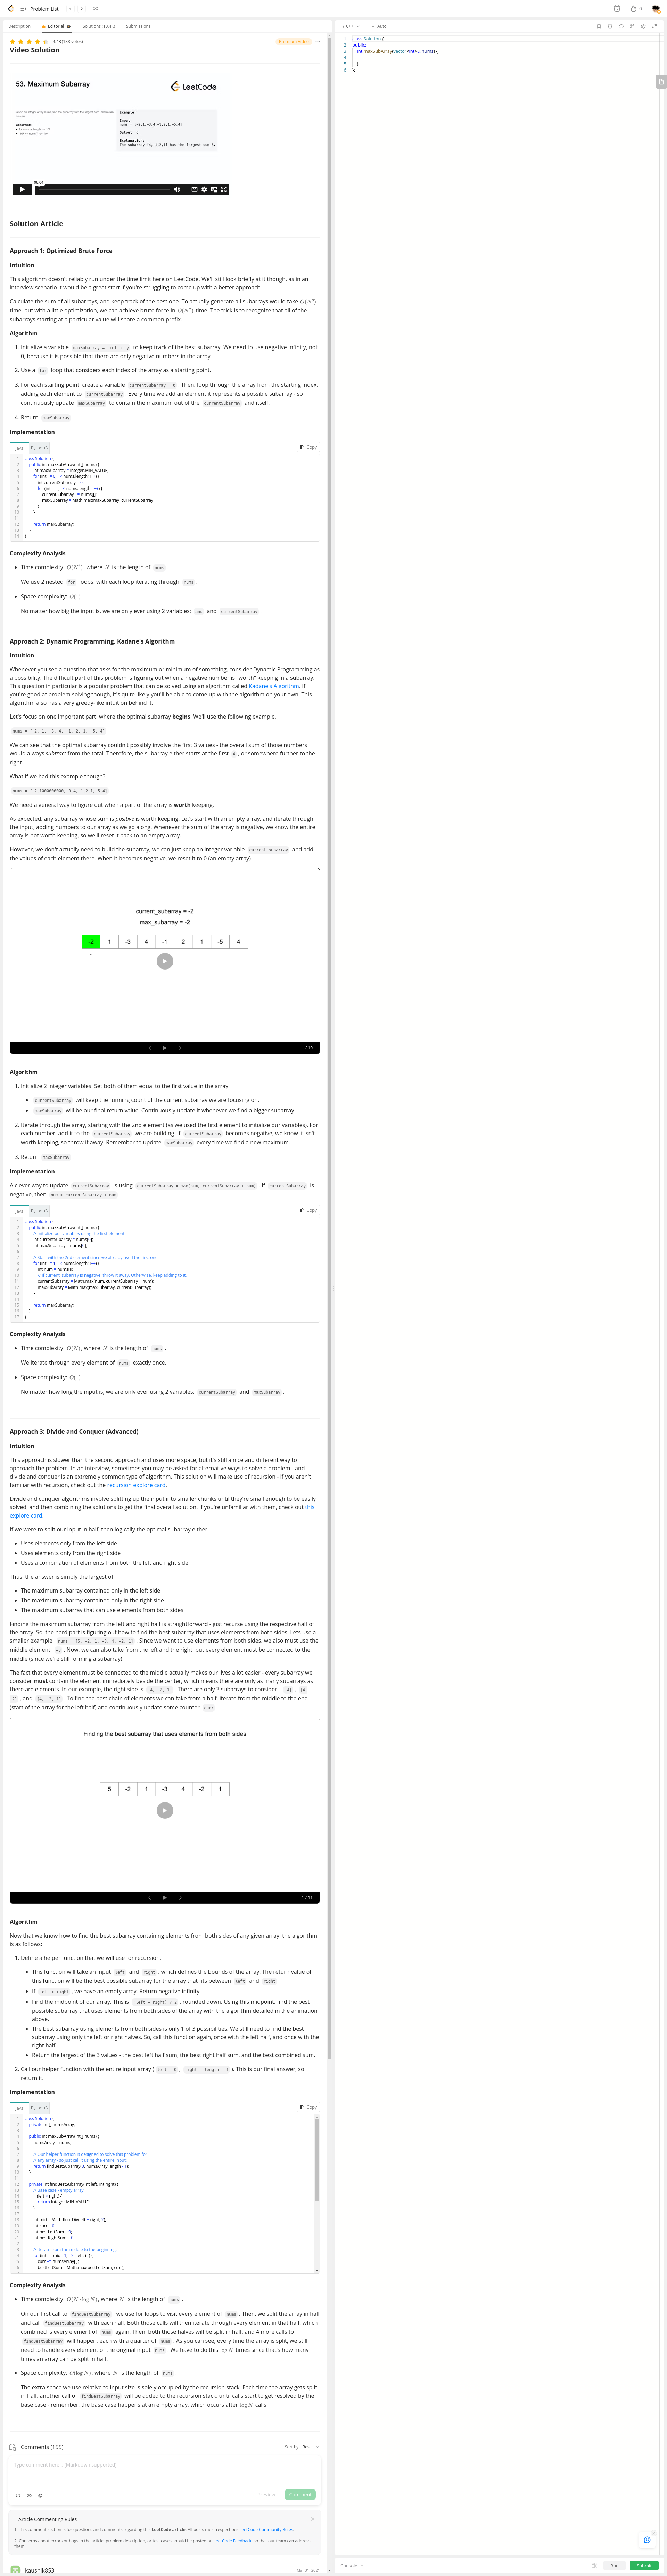 Problem List
0
Description
Editorial
Solutions (10.4K)
Submissions
4.83 (139 votes)
Premium Video
Video Solution
53. Maximum Subarray
LeetCode
Example
Input:
nums = [-2,1,-3,4,-1,2,1,-5,4]
Output: 6
Explanation:
The subarray [4,-1,2,1] has the largest sum 6.
Solution Article
Approach 1: Optimized Brute Force
Intuition
This algorithm doesn't reliably run under the time limit here on LeetCode. We'll still look briefly at it though, as in an
interview scenario it would be a great start if you're struggling to come up with a better approach.
Calculate the sum of all subarrays, and keep track of the best one. To actually generate all subarrays would take O(N³)
time, but with a little optimization, we can achieve brute force in O(N²) time. The trick is to recognize that all of the
subarrays starting at a particular value will share a common prefix.
Algorithm
1. Initialize a variable maxSubarray = -infinity to keep track of the best subarray. We need to use negative infinity, not
0, because it is possible that there are only negative numbers in the array.
2. Use a for loop that considers each index of the array as a starting point.
3. For each starting point, create a variable currentSubarray = 0 . Then, loop through the array from the starting index,
adding each element to currentSubarray . Every time we add an element it represents a possible subarray - so
continuously update maxSubarray to contain the maximum out of the currentSubarray and itself.
4. Return maxSubarray .
Implementation
Java Python3 Copy
1 class Solution {
2 public int maxSubArray(int[] nums) {
3 int maxSubarray = Integer.MIN_VALUE;
4 for (int i = 0; i < nums.length; i++) {
5 int currentSubarray = 0;
6 for (int j = i; j < nums.length; j++) {
7 currentSubarray += nums[j];
8 maxSubarray = Math.max(maxSubarray, currentSubarray);
9 }
10 }
11
12 return maxSubarray;
13 }
14 }
Complexity Analysis
• Time complexity: O(N²), where N is the length of nums .
We use 2 nested for loops, with each loop iterating through nums .
• Space complexity: O(1)
No matter how big the input is, we are only ever using 2 variables: ans and currentSubarray .
Approach 2: Dynamic Programming, Kadane's Algorithm
Intuition
Whenever you see a question that asks for the maximum or minimum of something, consider Dynamic Programming as
a possibility. The difficult part of this problem is figuring out when a negative number is "worth" keeping in a subarray.
This question in particular is a popular problem that can be solved using an algorithm called Kadane's Algorithm. If
you're good at problem solving though, it's quite likely you'll be able to come up with the algorithm on your own. This
algorithm also has a very greedy-like intuition behind it.
Let's focus on one important part: where the optimal subarray begins. We'll use the following example.
nums = [-2, 1, -3, 4, -1, 2, 1, -5, 4]
We can see that the optimal subarray couldn't possibly involve the first 3 values - the overall sum of those numbers
would always subtract from the total. Therefore, the subarray either starts at the first 4 , or somewhere further to the
right.
What if we had this example though?
nums = [-2,1000000000,-3,4,-1,2,1,-5,4]
We need a general way to figure out when a part of the array is worth keeping.
As expected, any subarray whose sum is positive is worth keeping. Let's start with an empty array, and iterate through
the input, adding numbers to our array as we go along. Whenever the sum of the array is negative, we know the entire
array is not worth keeping, so we'll reset it back to an empty array.
However, we don't actually need to build the subarray, we can just keep an integer variable current_subarray and add
the values of each element there. When it becomes negative, we reset it to 0 (an empty array).
current_subarray = -2
max_subarray = -2
-2 1 -3 4 -1 2 1 -5 4
1 / 10
Algorithm
1. Initialize 2 integer variables. Set both of them equal to the first value in the array.
• currentSubarray will keep the running count of the current subarray we are focusing on.
• maxSubarray will be our final return value. Continuously update it whenever we find a bigger subarray.
2. Iterate through the array, starting with the 2nd element (as we used the first element to initialize our variables). For
each number, add it to the currentSubarray we are building. If currentSubarray becomes negative, we know it isn't
worth keeping, so throw it away. Remember to update maxSubarray every time we find a new maximum.
3. Return maxSubarray .
Implementation
A clever way to update currentSubarray is using currentSubarray = max(num, currentSubarray + num) . If currentSubarray is
negative, then num > currentSubarray + num .
Java Python3 Copy
1 class Solution {
2 public int maxSubArray(int[] nums) {
3 // Initialize our variables using the first element.
4 int currentSubarray = nums[0];
5 int maxSubarray = nums[0];
6
7 // Start with the 2nd element since we already used the first one.
8 for (int i = 1; i < nums.length; i++) {
9 int num = nums[i];
10 // If current_subarray is negative, throw it away. Otherwise, keep adding to it.
11 currentSubarray = Math.max(num, currentSubarray + num);
12 maxSubarray = Math.max(maxSubarray, currentSubarray);
13 }
14
15 return maxSubarray;
16 }
17 }
Complexity Analysis
• Time complexity: O(N), where N is the length of nums .
We iterate through every element of nums exactly once.
• Space complexity: O(1)
No matter how long the input is, we are only ever using 2 variables: currentSubarray and maxSubarray .
Approach 3: Divide and Conquer (Advanced)
Intuition
This approach is slower than the second approach and uses more space, but it's still a nice and different way to
approach the problem. In an interview, sometimes you may be asked for alternative ways to solve a problem - and
divide and conquer is an extremely common type of algorithm. This solution will make use of recursion - if you aren't
familiar with recursion, check out the recursion explore card.
Divide and conquer algorithms involve splitting up the input into smaller chunks until they're small enough to be easily
solved, and then combining the solutions to get the final overall solution. If you're unfamiliar with them, check out this
explore card.
If we were to split our input in half, then logically the optimal subarray either:
• Uses elements only from the left side
• Uses elements only from the right side
• Uses a combination of elements from both the left and right side
Thus, the answer is simply the largest of:
• The maximum subarray contained only in the left side
• The maximum subarray contained only in the right side
• The maximum subarray that can use elements from both sides
Finding the maximum subarray from the left and right half is straightforward - just recurse using the respective half of
the array. So, the hard part is figuring out how to find the best subarray that uses elements from both sides. Lets use a
smaller example, nums = [5, -2, 1, -3, 4, -2, 1] . Since we want to use elements from both sides, we also must use the
middle element, -3 . Now, we can also take from the left and the right, but every element must be connected to the
middle (since we're still forming a subarray).
The fact that every element must be connected to the middle actually makes our lives a lot easier - every subarray we
consider must contain the element immediately beside the center, which means there are only as many subarrays as
there are elements. In our example, the right side is [4, -2, 1] . There are only 3 subarrays to consider - [4] , [4,
-2] , and [4, -2, 1] . To find the best chain of elements we can take from a half, iterate from the middle to the end
(start of the array for the left half) and continuously update some counter curr .
Finding the best subarray that uses elements from both sides
5 -2 1 -3 4 -2 1
1 / 11
Algorithm
Now that we know how to find the best subarray containing elements from both sides of any given array, the algorithm
is as follows:
1. Define a helper function that we will use for recursion.
• This function will take an input left and right , which defines the bounds of the array. The return value of
this function will be the best possible subarray for the array that fits between left and right .
• If left > right , we have an empty array. Return negative infinity.
• Find the midpoint of our array. This is (left + right) / 2 , rounded down. Using this midpoint, find the best
possible subarray that uses elements from both sides of the array with the algorithm detailed in the animation
above.
• The best subarray using elements from both sides is only 1 of 3 possibilities. We still need to find the best
subarray using only the left or right halves. So, call this function again, once with the left half, and once with the
right half.
• Return the largest of the 3 values - the best left half sum, the best right half sum, and the best combined sum.
2. Call our helper function with the entire input array ( left = 0 , right = length - 1 ). This is our final answer, so
return it.
Implementation
Java Python3 Copy
1 class Solution {
2 private int[] numsArray;
3
4 public int maxSubArray(int[] nums) {
5 numsArray = nums;
6
7 // Our helper function is designed to solve this problem for
8 // any array - so just call it using the entire input!
9 return findBestSubarray(0, numsArray.length - 1);
10 }
11
12 private int findBestSubarray(int left, int right) {
13 // Base case - empty array.
14 if (left > right) {
15 return Integer.MIN_VALUE;
16 }
17
18 int mid = Math.floorDiv(left + right, 2);
19 int curr = 0;
20 int bestLeftSum = 0;
21 int bestRightSum = 0;
22
23 // Iterate from the middle to the beginning.
24 for (int i = mid - 1; i >= left; i--) {
25 curr += numsArray[i];
26 bestLeftSum = Math.max(bestLeftSum, curr);
Complexity Analysis
• Time complexity: O(N · log N), where N is the length of nums .
On our first call to findBestSubarray , we use for loops to visit every element of nums . Then, we split the array in half
and call findBestSubarray with each half. Both those calls will then iterate through every element in that half, which
combined is every element of nums again. Then, both those halves will be split in half, and 4 more calls to
findBestSubarray will happen, each with a quarter of nums . As you can see, every time the array is split, we still
need to handle every element of the original input nums . We have to do this log N times since that's how many
times an array can be split in half.
• Space complexity: O(log N), where N is the length of nums .
The extra space we use relative to input size is solely occupied by the recursion stack. Each time the array gets split
in half, another call of findBestSubarray will be added to the recursion stack, until calls start to get resolved by the
base case - remember, the base case happens at an empty array, which occurs after log N calls.
Comments (155)
Sort by: Best
Type comment here... (Markdown supported)
Preview
Comment
Article Commenting Rules
1. This comment section is for questions and comments regarding this LeetCode article. All posts must respect our LeetCode Community Rules.
2. Concerns about errors or bugs in the article, problem description, or test cases should be posted on LeetCode Feedback, so that our team can address
them.
kaushik853
Mar 31, 2021
C++
Auto
1 class Solution {
2 public:
3 int maxSubArray(vector<int>& nums) {
4
5 }
6 };
Console
Run
Submit